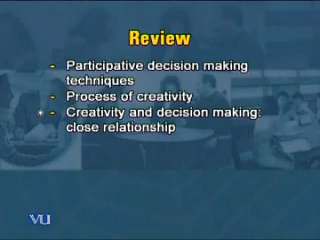 Review
- Participative decision making
techniques
- Process of creativity
- Creativity and decision making:
close relationship
VU